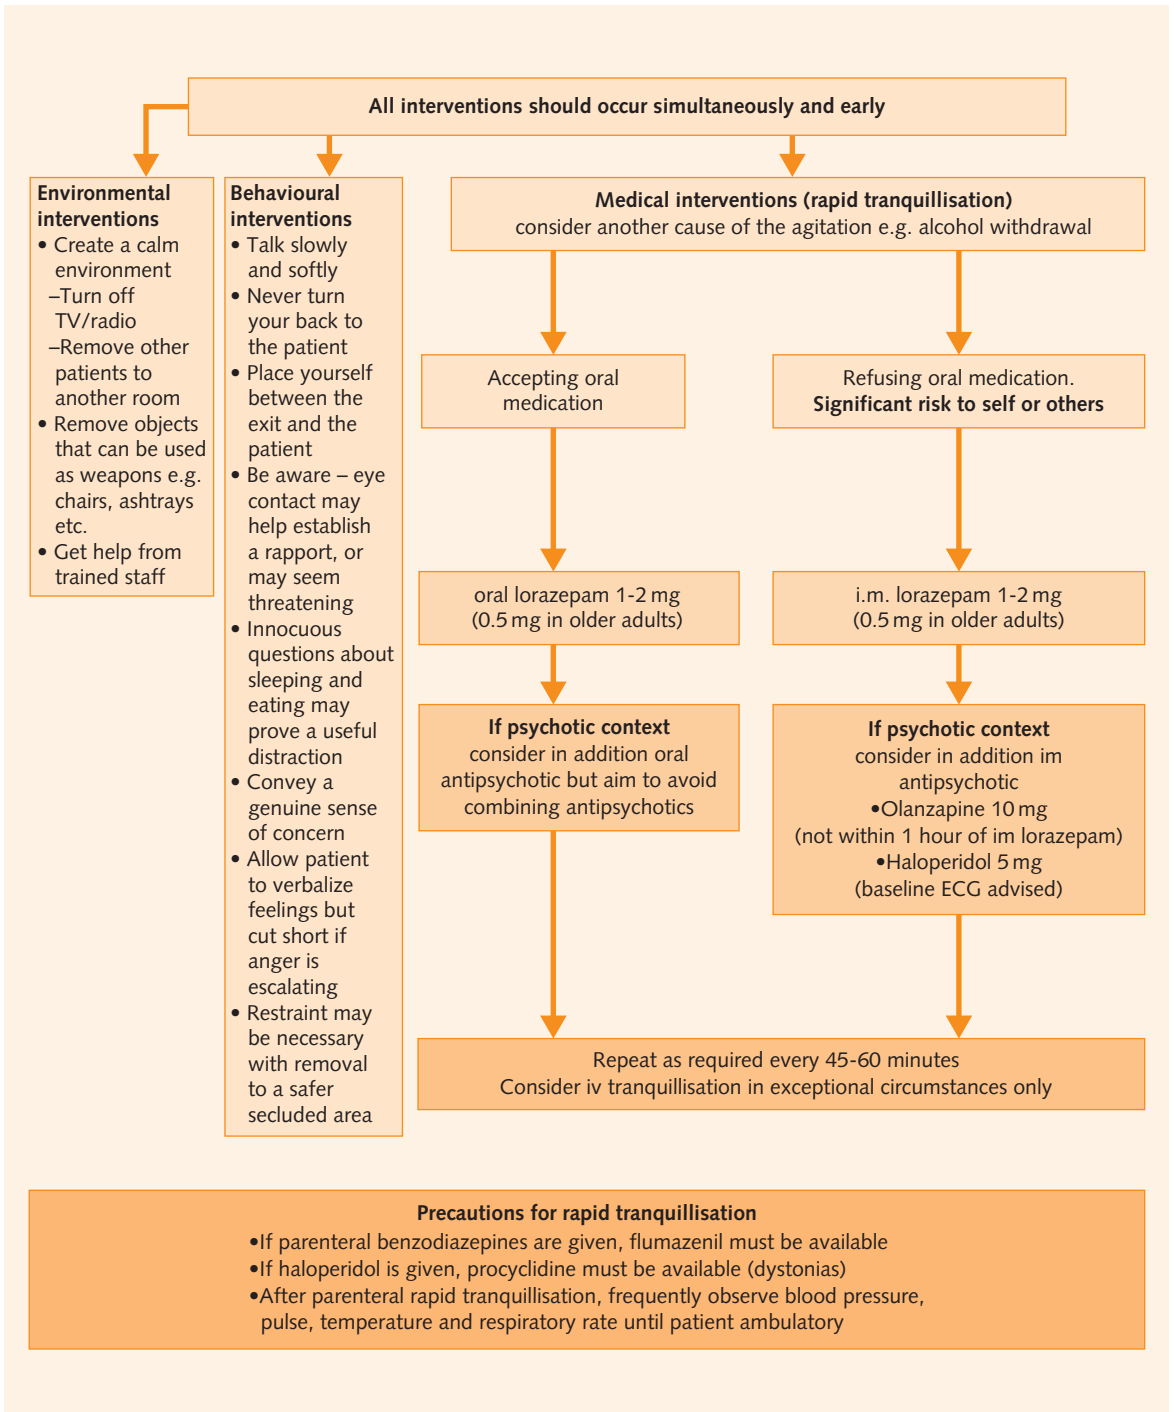 All interventions should occur simultaneously and early
Environmental
interventions
• Create a calm
environment
–Turn off
TV/radio
–Remove other
patients to
another room
• Remove objects
that can be used
as weapons e.g.
chairs, ashtrays
etc.
• Get help from
trained staff
Behavioural
interventions
• Talk slowly
and softly
• Never turn
your back to
the patient
• Place yourself
between the
exit and the
patient
• Be aware – eye
contact may
help establish
a rapport, or
may seem
threatening
• Innocuous
questions about
sleeping and
eating may
prove a useful
distraction
• Convey a
genuine sense
of concern
• Allow patient
to verbalize
feelings but
cut short if
anger is
escalating
• Restraint may
be necessary
with removal
to a safer
secluded area
Medical interventions (rapid tranquillisation)
consider another cause of the agitation e.g. alcohol withdrawal
Accepting oral
medication
oral lorazepam 1-2 mg
(0.5 mg in older adults)
If psychotic context
consider in addition oral
antipsychotic but aim to avoid
combining antipsychotics
Refusing oral medication.
Significant risk to self or others
i.m. lorazepam 1-2 mg
(0.5 mg in older adults)
If psychotic context
consider in addition im
antipsychotic
•Olanzapine 10 mg
(not within 1 hour of im lorazepam)
•Haloperidol 5 mg
(baseline ECG advised)
Repeat as required every 45-60 minutes
Consider iv tranquillisation in exceptional circumstances only
Precautions for rapid tranquillisation
•If parenteral benzodiazepines are given, flumazenil must be available
•If haloperidol is given, procyclidine must be available (dystonias)
•After parenteral rapid tranquillisation, frequently observe blood pressure,
pulse, temperature and respiratory rate until patient ambulatory